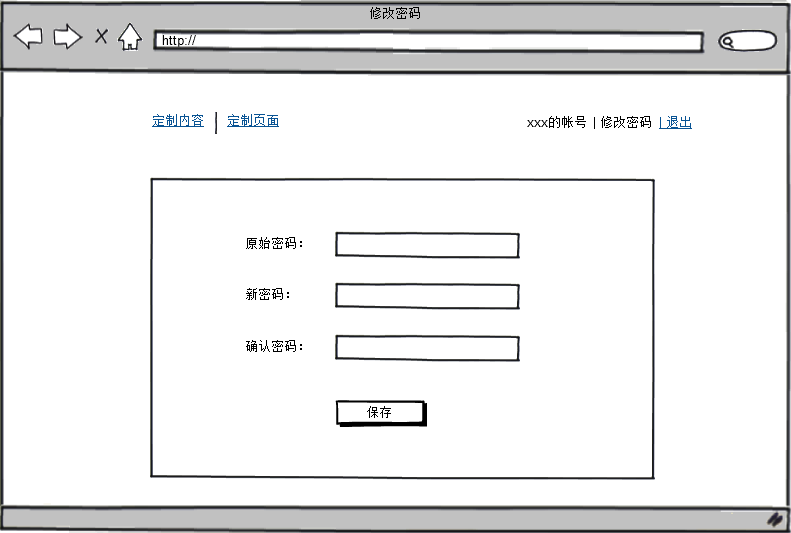 修改密码
http://
定制内容 | 定制页面
xxx的帐号 | 修改密码 | 退出
原始密码：
新密码：
确认密码：
保存